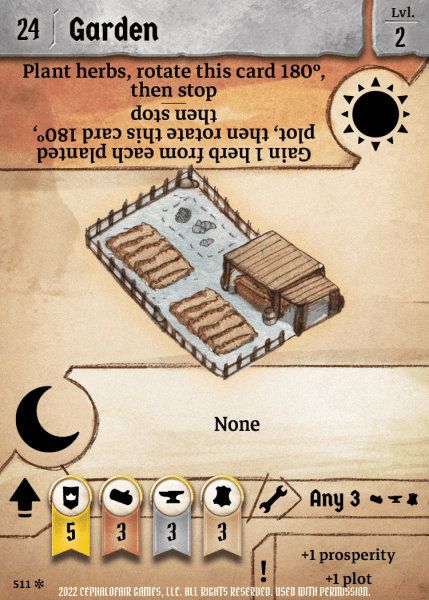 24 Garden
Lvl.
2
Plant herbs, rotate this card 180°,
then stop
Gain 1 herb from each planted
plot, then rotate this card 180°,
then stop
None
5 3 3 3
Any 3
+1 prosperity
! +1 plot
511
2022 CEPHALOFAIR GAMES, LLC. ALL RIGHTS RESERVED. USED WITH PERMISSION.